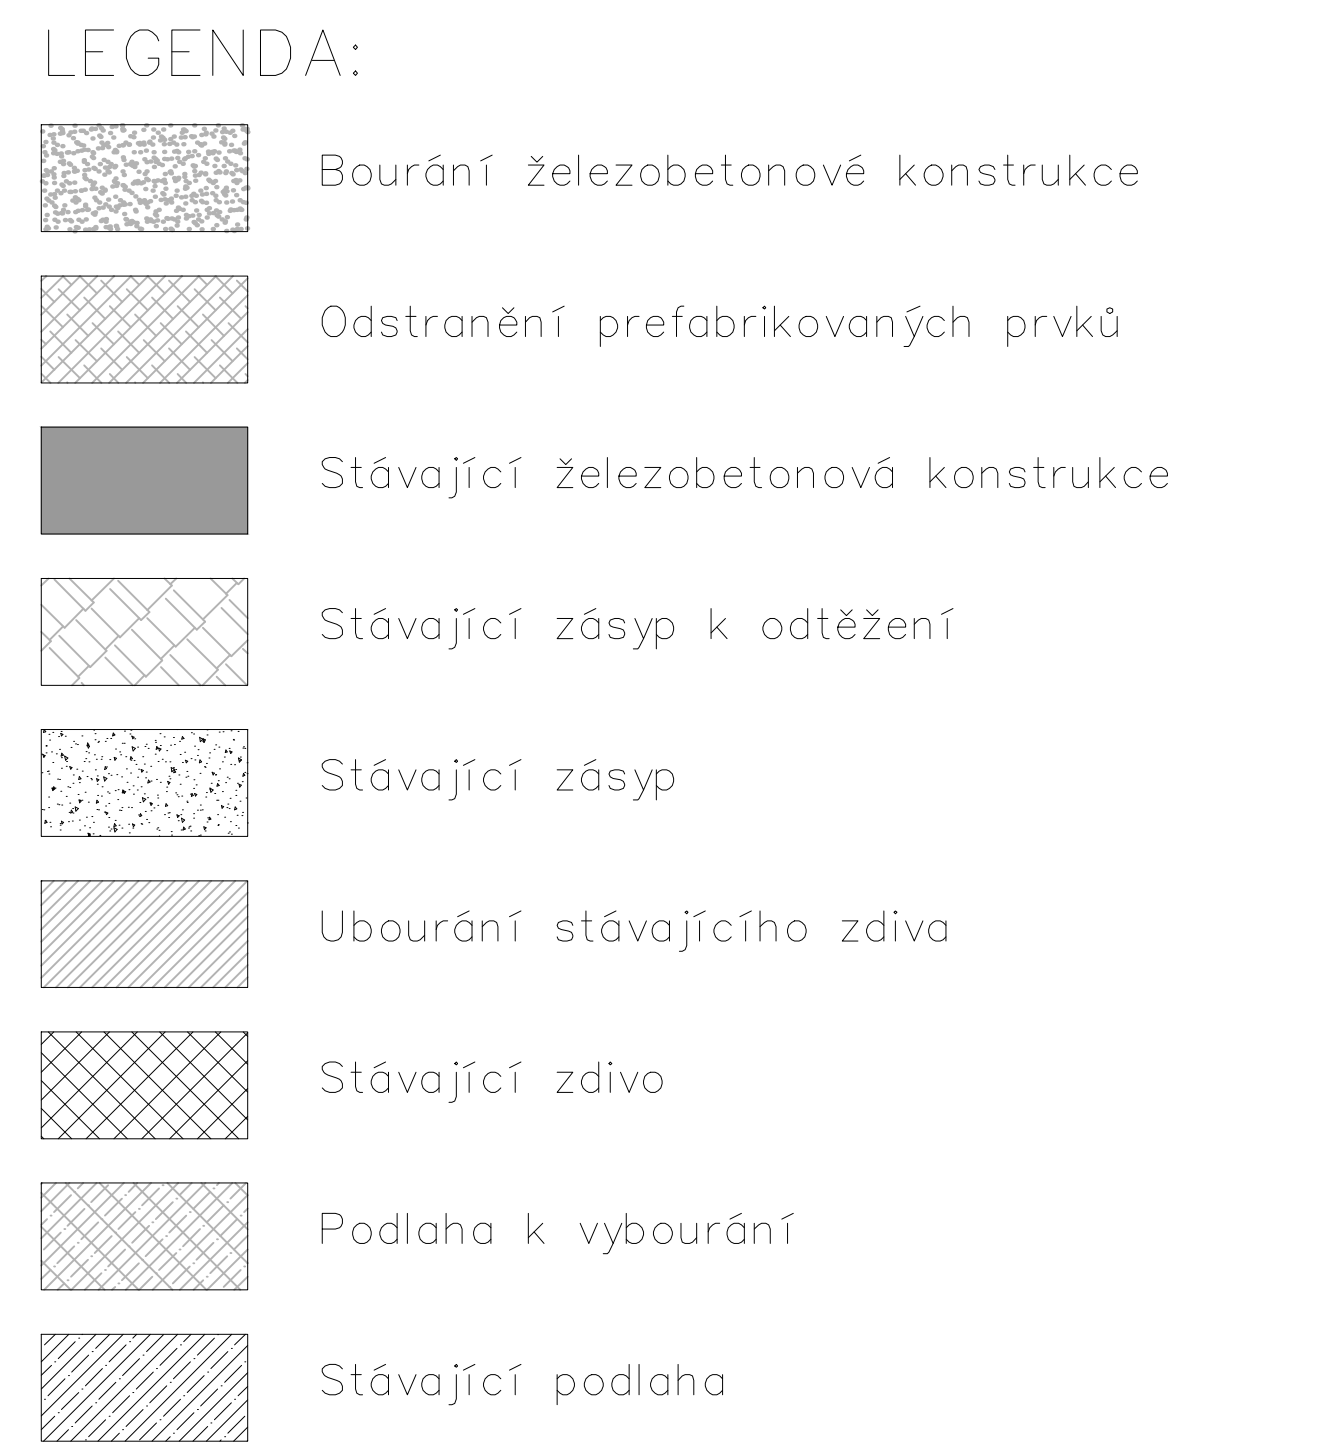 LEGENDA:
Bourání železobetonové konstrukce
Odstranění prefabrikovaných prvků
Stávající železobetonová konstrukce
Stávající zásyp k odtěžení
Stávající zásyp
Ubourání stávajícího zdiva
Stávající zdivo
Podlaha k vybourání
Stávající podlaha